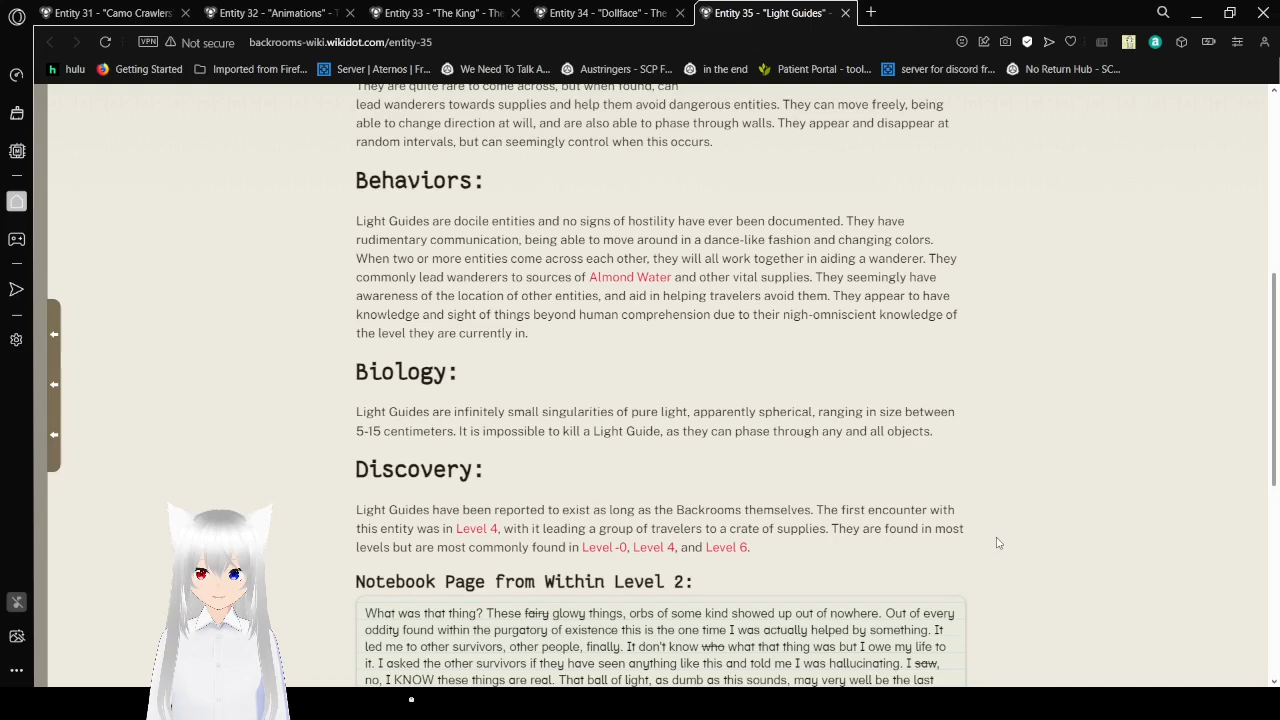 Entity 31 - "Camo Crawlers'
Entity 32 - "Animations" - T
Entity 33 - "The King" - The
Entity 34 - "Dollface" - The
Entity 35 - "Light Guides" -
VPN
Not secure
backrooms-wiki.wikidot.com/entity-35
hulu
Getting Started
Imported from Firef...
Server | Aternos | Fr...
We Need To Talk A...
Austringers - SCP F...
in the end
Patient Portal - tool...
server for discord fr...
No Return Hub - SC...
They are quite rare to come across, but when found, can
lead wanderers towards supplies and help them avoid dangerous entities. They can move freely, being
able to change direction at will, and are also able to phase through walls. They appear and disappear at
random intervals, but can seemingly control when this occurs.
Behaviors:
Light Guides are docile entities and no signs of hostility have ever been documented. They have
rudimentary communication, being able to move around in a dance-like fashion and changing colors.
When two or more entities come across each other, they will all work together in aiding a wanderer. They
commonly lead wanderers to sources of Almond Water and other vital supplies. They seemingly have
awareness of the location of other entities, and aid in helping travelers avoid them. They appear to have
knowledge and sight of things beyond human comprehension due to their nigh-omniscient knowledge of
the level they are currently in.
Biology:
Light Guides are infinitely small singularities of pure light, apparently spherical, ranging in size between
5-15 centimeters. It is impossible to kill a Light Guide, as they can phase through any and all objects.
Discovery:
Light Guides have been reported to exist as long as the Backrooms themselves. The first encounter with
this entity was in Level 4, with it leading a group of travelers to a crate of supplies. They are found in most
levels but are most commonly found in Level -0, Level 4, and Level 6.
Notebook Page from Within Level 2:
What was that thing? These fairy glowy things, orbs of some kind showed up out of nowhere. Out of every
oddity found within the purgatory of existence this is the one time I was actually helped by something. It
led me to other survivors, other people, finally. It don't know who what that thing was but I owe my life to
it. I asked the other survivors if they have seen anything like this and told me I was hallucinating. I saw,
no, I KNOW these things are real. That ball of light, as dumb as this sounds, may very well be the last